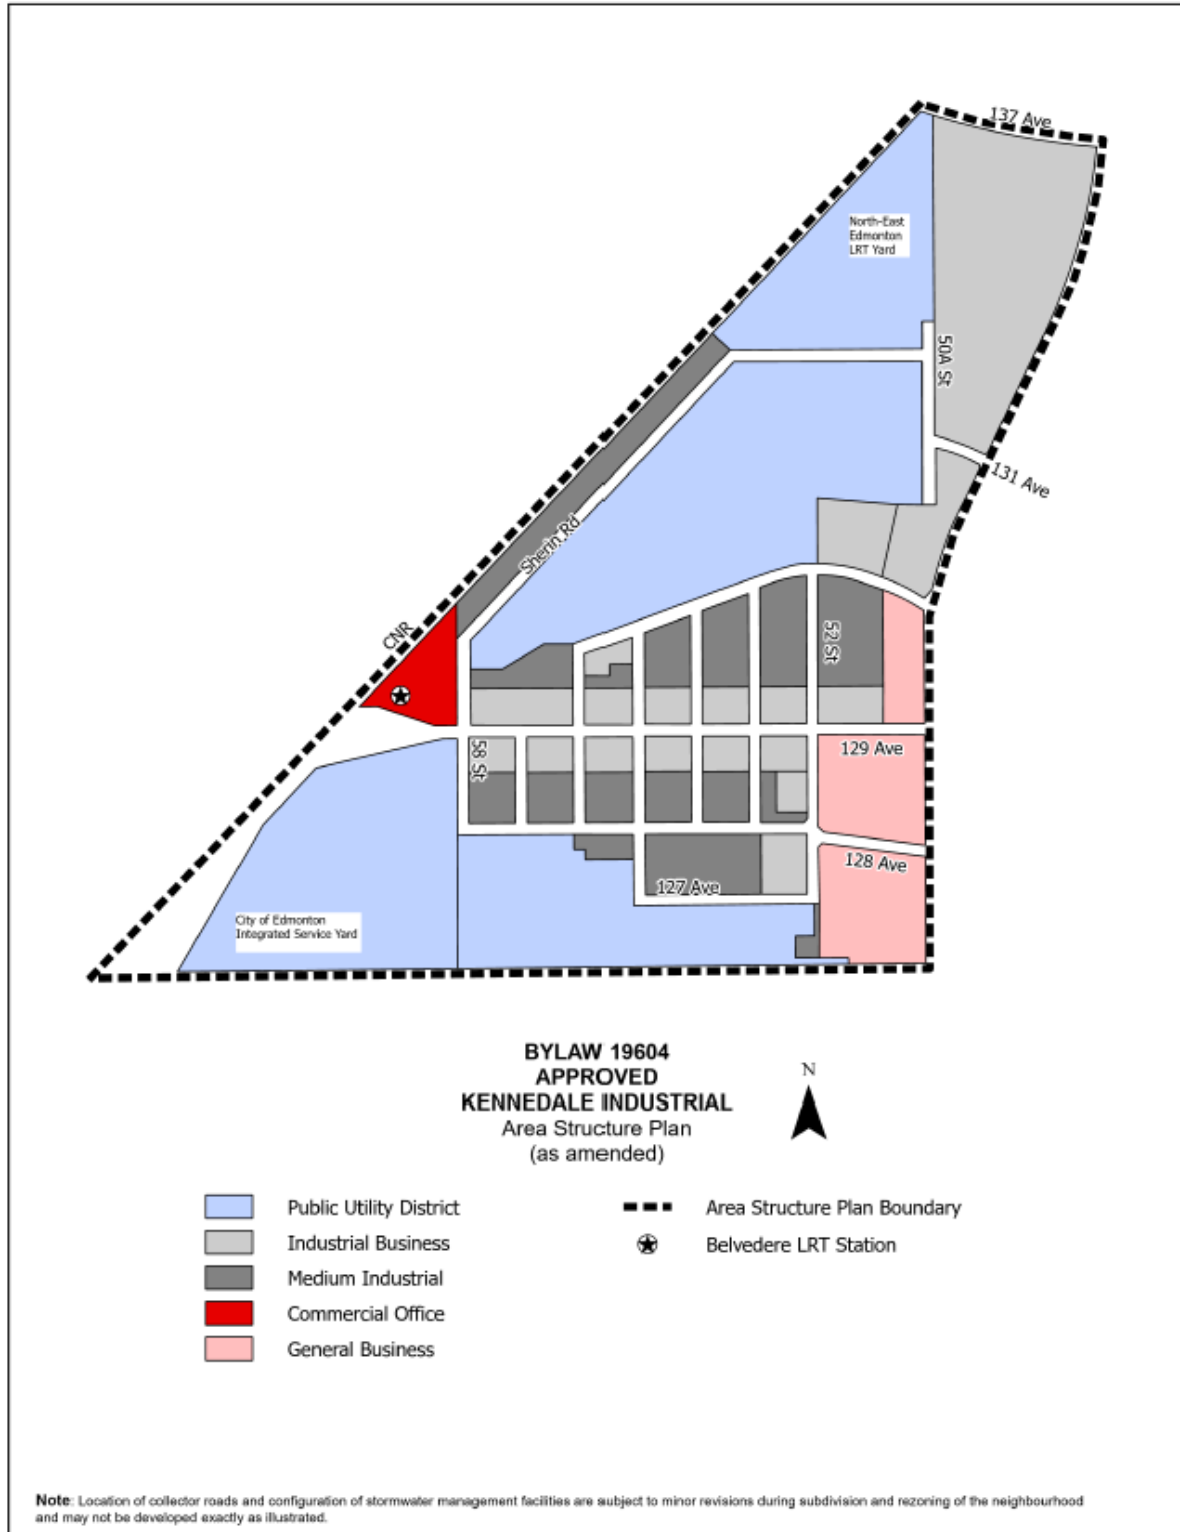 137 Ave
North-East
Edmonton
LRT Yard
50A St
131 Ave
Sherin Rd
CNR
52 St
58 St
129 Ave
128 Ave
127 Ave
City of Edmonton
Integrated Service Yard
BYLAW 19604
APPROVED
KENNEDALE INDUSTRIAL
Area Structure Plan
(as amended)
N
Public Utility District
Industrial Business
Medium Industrial
Commercial Office
General Business
Area Structure Plan Boundary
Belvedere LRT Station
Note: Location of collector roads and configuration of stormwater management facilities are subject to minor revisions during subdivision and rezoning of the neighbourhood
and may not be developed exactly as illustrated.